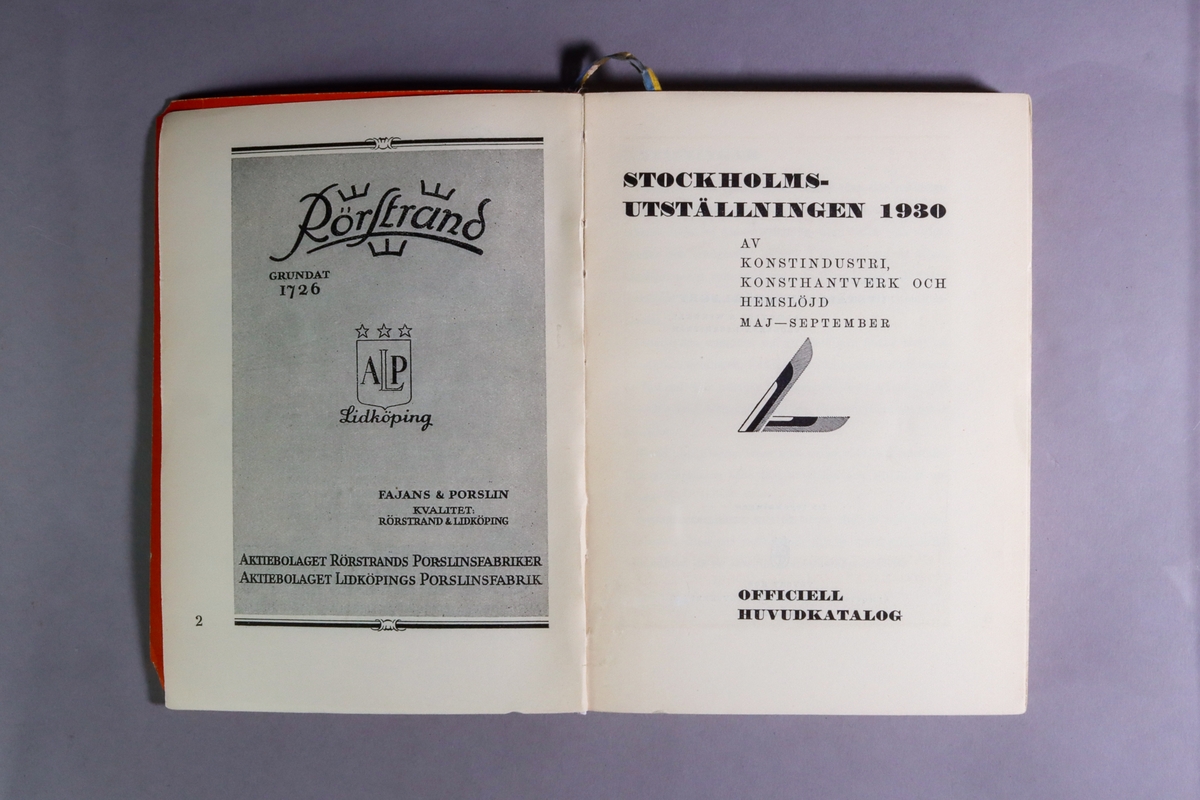 Rörstrand
GRUNDAT
1726
ALP
Lidköping
FAJANS & PORSLIN
KVALITET:
RÖRSTRAND & LIDKÖPING
AKTIEBOLAGET RÖRSTRANDS PORSLINSFABRIKER
AKTIEBOLAGET LIDKÖPINGS PORSLINSFABRIK
2
STOCKHOLMS-
UTSTÄLLNINGEN 1930
AV
KONSTINDUSTRI,
KONSTHANTVERK OCH
HEMSLÖJD
MAJ—SEPTEMBER
OFFICIELL
HUVUDKATALOG